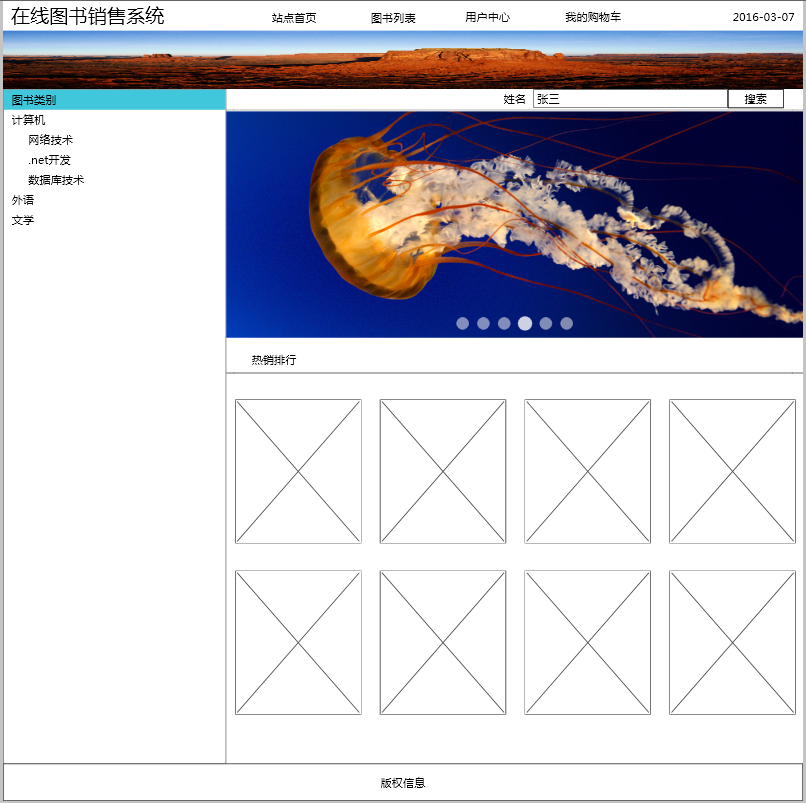 在线图书销售系统 站点首页 图书列表 用户中心 我的购物车 2016-03-07
图书类别
姓名 张三 搜索
计算机
网络技术
.net开发
数据库技术
外语
文学
热销排行
版权信息